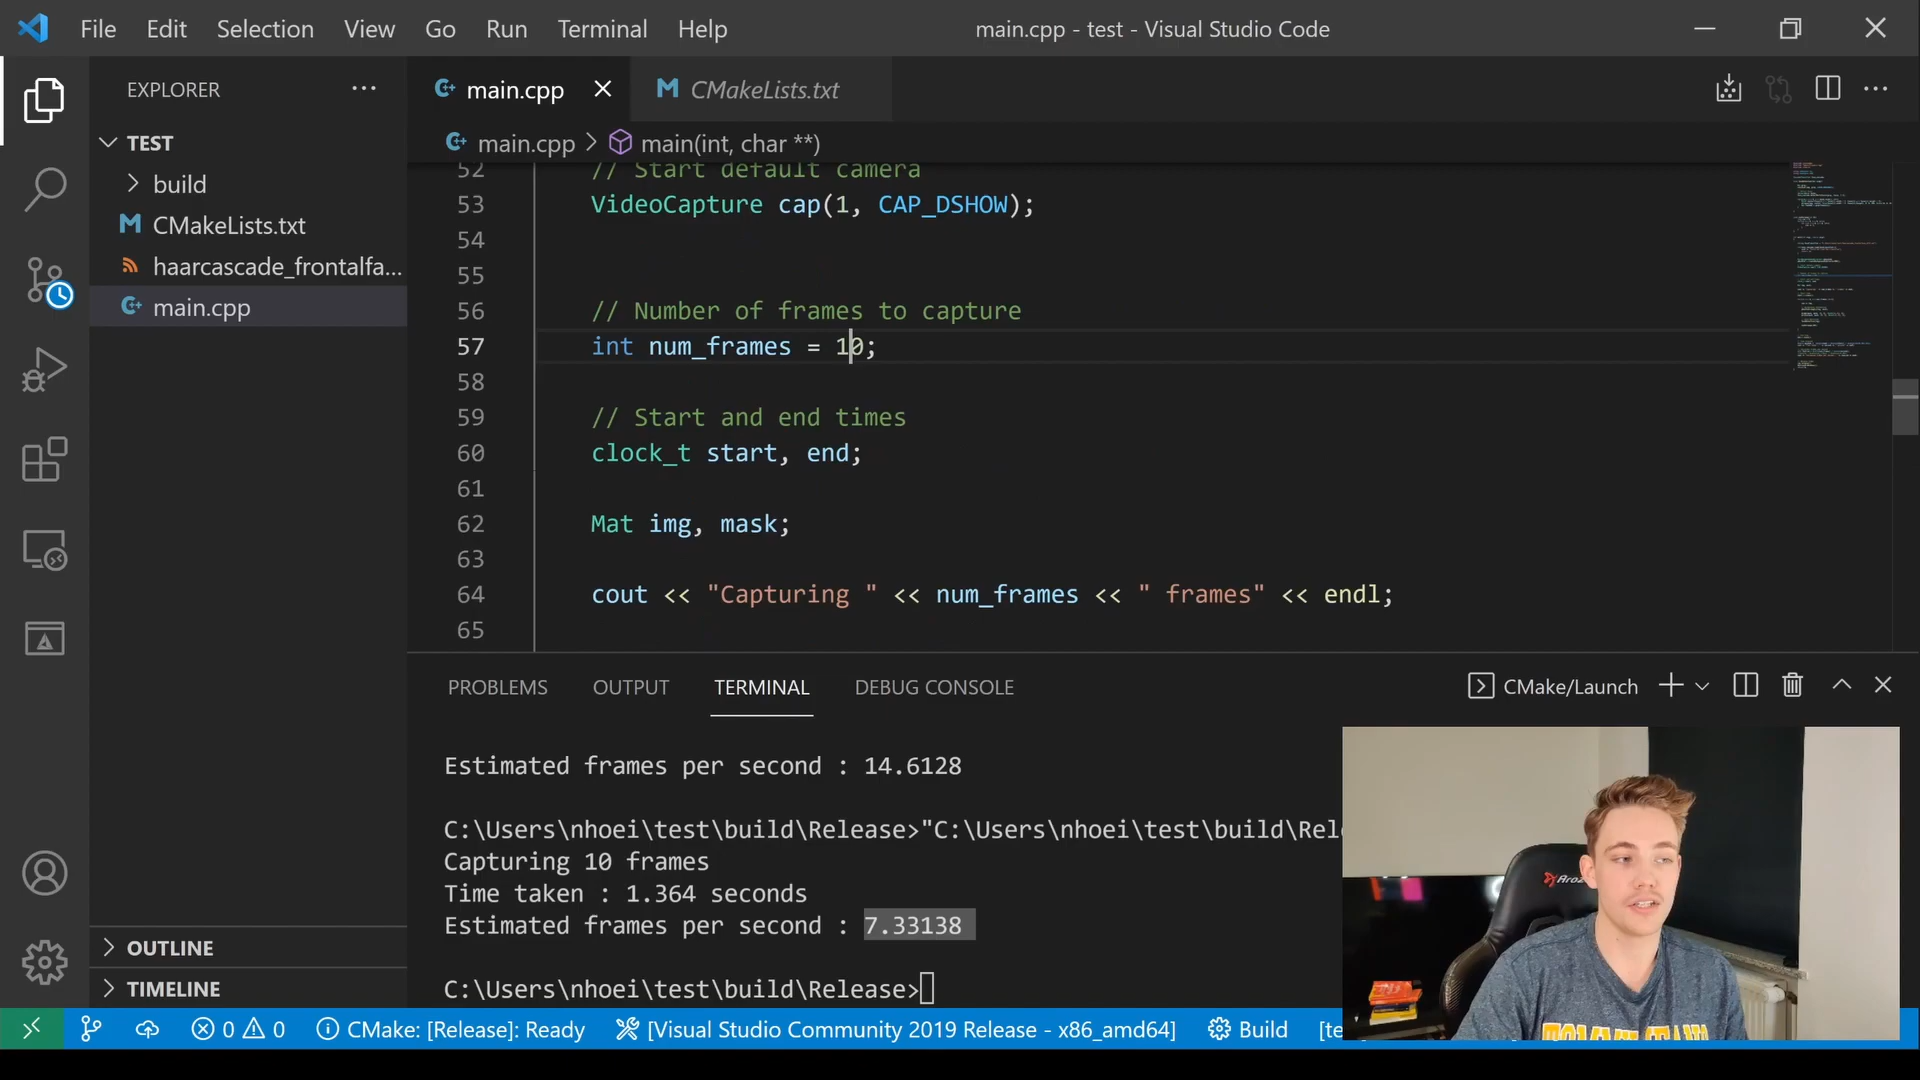 File Edit Selection View Go Run Terminal Help
main.cpp - test - Visual Studio Code
EXPLORER
TEST
build
CMakeLists.txt
haarcascade_frontalfa...
main.cpp
OUTLINE
TIMELINE
main.cpp CMakeLists.txt
main.cpp > main(int, char **)
52 // Start default camera
53 VideoCapture cap(1, CAP_DSHOW);
54
55
56 // Number of frames to capture
57 int num_frames = 10;
58
59 // Start and end times
60 clock_t start, end;
61
62 Mat img, mask;
63
64 cout << "Capturing " << num_frames << " frames" << endl;
65
PROBLEMS OUTPUT TERMINAL DEBUG CONSOLE
CMake/Launch
Estimated frames per second : 14.6128
C:\Users\nhoei\test\build\Release>"C:\Users\nhoei\test\build\Rel
Capturing 10 frames
Time taken : 1.364 seconds
Estimated frames per second : 7.33138
C:\Users\nhoei\test\build\Release>
0 0 CMake: [Release]: Ready [Visual Studio Community 2019 Release - x86_amd64] Build [te